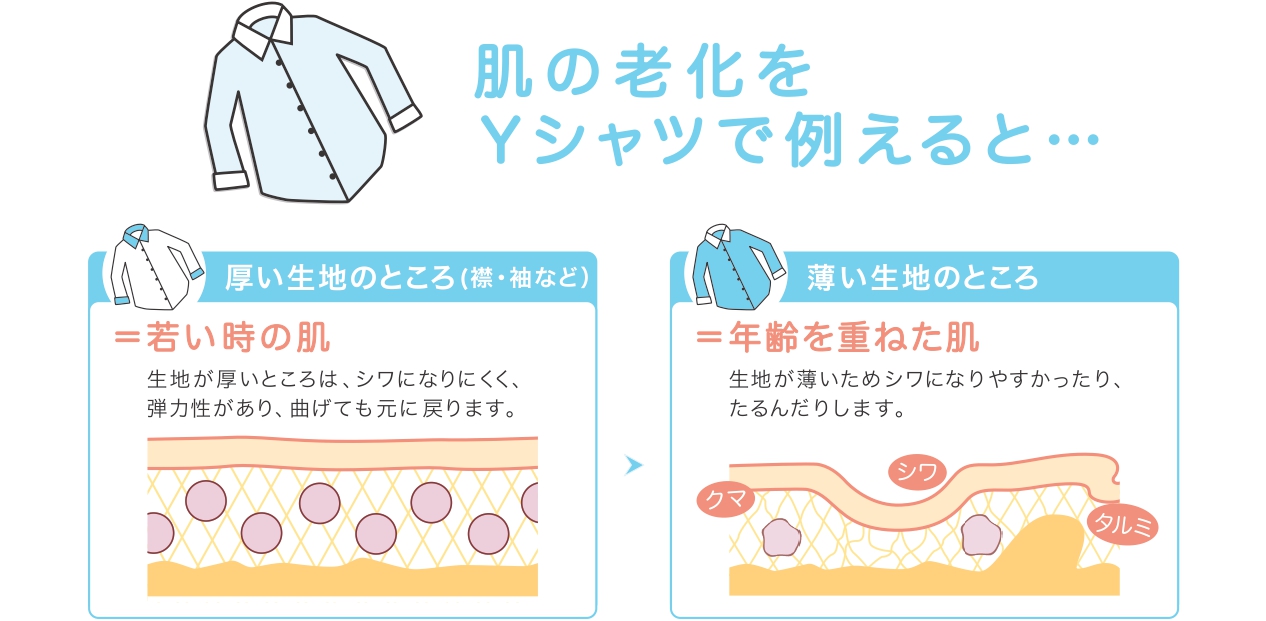 肌の老化を
Yシャツで例えると…
厚い生地のところ(襟・袖など)
=若い時の肌
生地が厚いところは、シワになりにくく、
弾力性があり、曲げても元に戻ります。
薄い生地のところ
=年齢を重ねた肌
生地が薄いためシワになりやすかったり、
たるんだりします。
クマ
シワ
タルミ